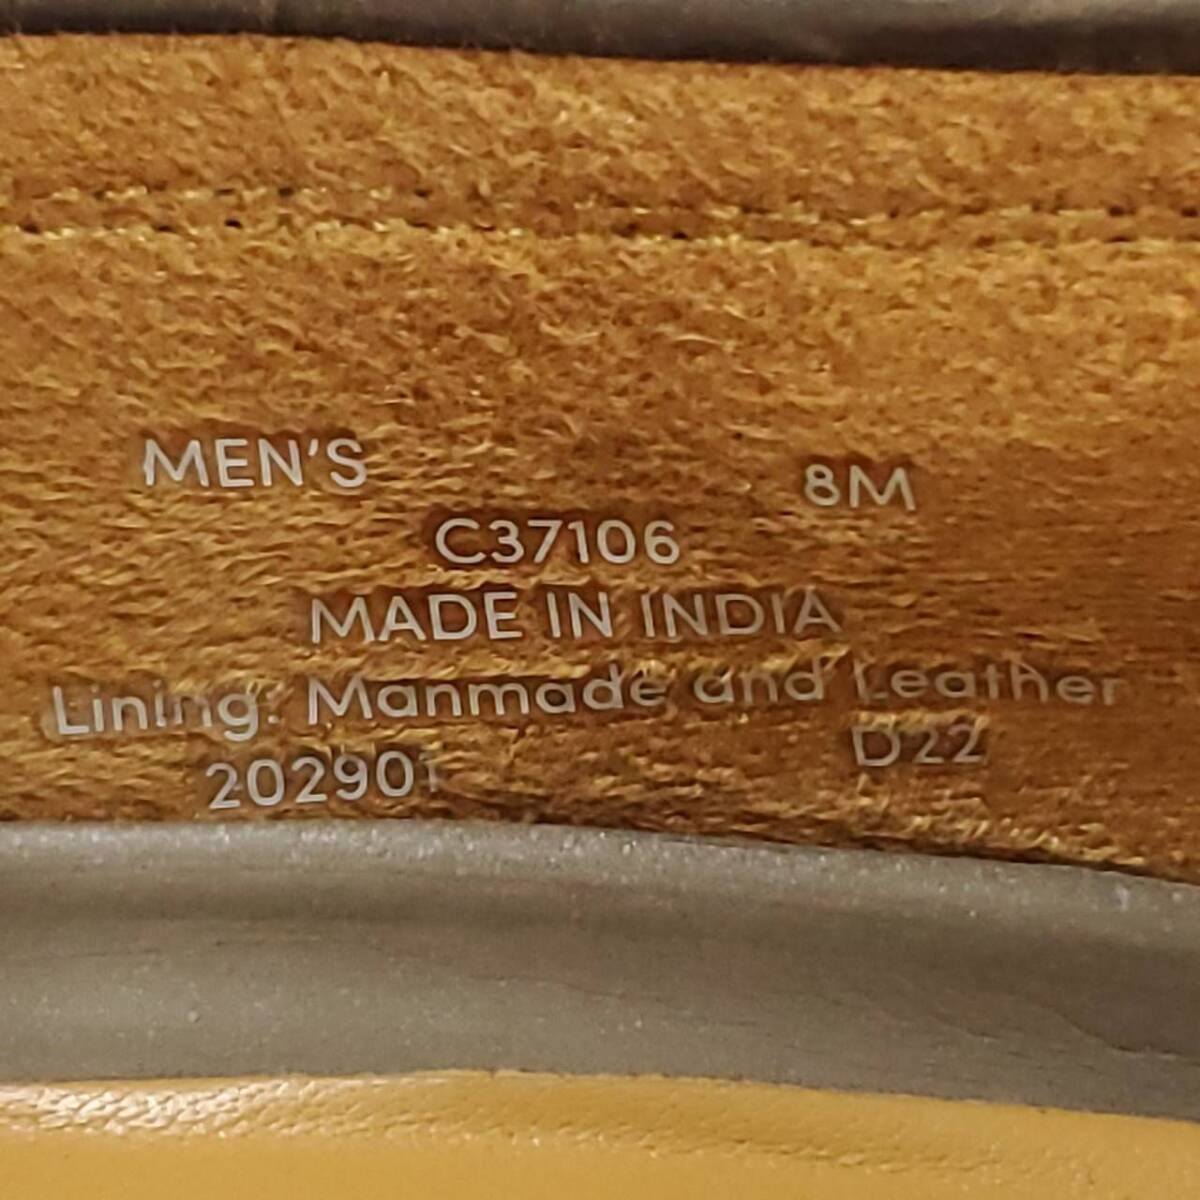 MEN'S 8M
C37106
MADE IN INDIA
Lining: Manmade and Leather
202901 D22